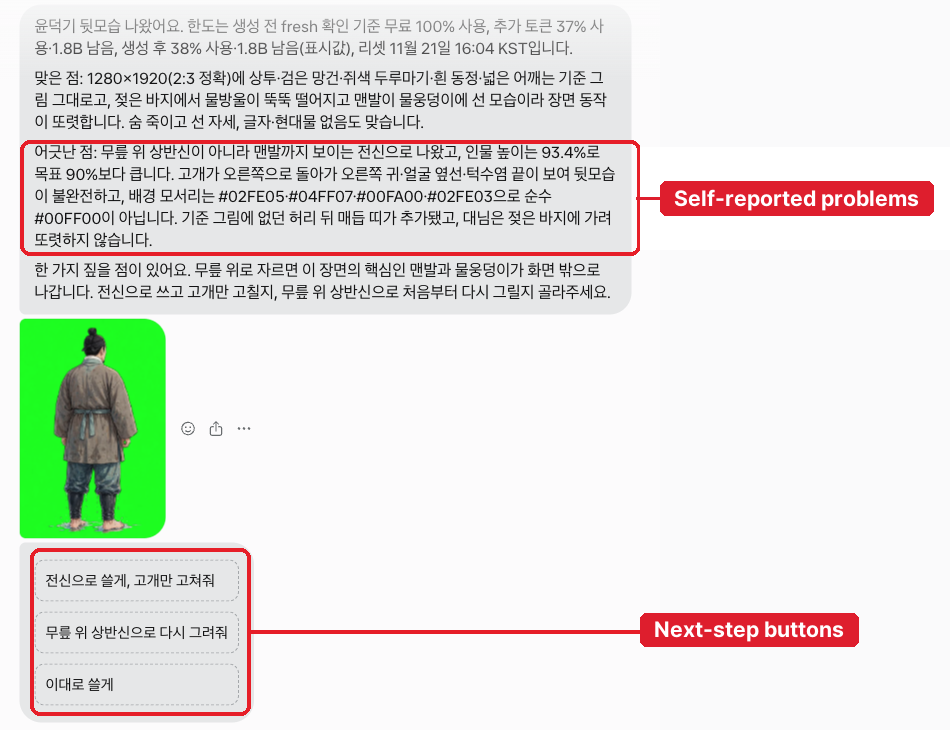 윤덕기 뒷모습 나왔어요. 한도는 생성 전 fresh 확인 기준 무료 100% 사용, 추가 토큰 37% 사
용·1.8B 남음, 생성 후 38% 사용·1.8B 남음(표시값), 리셋 11월 21일 16:04 KST입니다.
맞은 점: 1280×1920(2:3 정확)에 상투·검은 망건·쥐색 두루마기·흰 동정·넓은 어깨는 기준 그
림 그대로고, 젖은 바지에서 물방울이 뚝뚝 떨어지고 맨발이 물웅덩이에 선 모습이라 장면 동작
이 또렷합니다. 숨 죽이고 선 자세, 글자·현대물 없음도 맞습니다.
어긋난 점: 무릎 위 상반신이 아니라 맨발까지 보이는 전신으로 나왔고, 인물 높이는 93.4%로
목표 90%보다 큽니다. 고개가 오른쪽으로 돌아가 오른쪽 귀·얼굴 옆선·턱수염 끝이 보여 뒷모습
이 불완전하고, 배경 모서리는 #02FE05·#04FF07·#00FA00·#02FE03으로 순수
#00FF00이 아닙니다. 기준 그림에 없던 허리 뒤 매듭 띠가 추가됐고, 대님은 젖은 바지에 가려
또렷하지 않습니다.
Self-reported problems
한 가지 짚을 점이 있어요. 무릎 위로 자르면 이 장면의 핵심인 맨발과 물웅덩이가 화면 밖으로
나갑니다. 전신으로 쓰고 고개만 고칠지, 무릎 위 상반신으로 처음부터 다시 그릴지 골라주세요.
전신으로 쓸게, 고개만 고쳐줘
무릎 위 상반신으로 다시 그려줘
Next-step buttons
이대로 쓸게